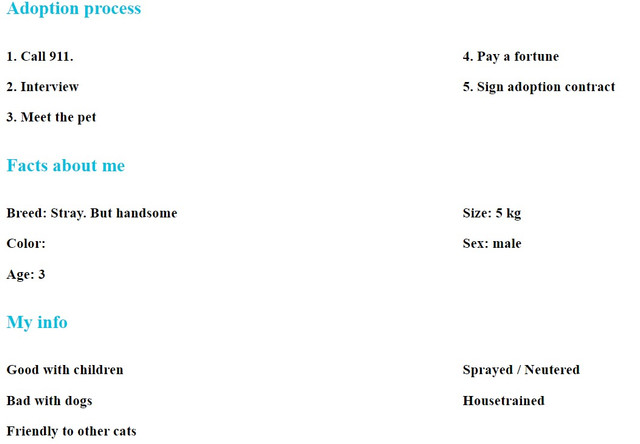 Adoption process
1. Call 911.
2. Interview
3. Meet the pet
4. Pay a fortune
5. Sign adoption contract
Facts about me
Breed: Stray. But handsome
Color:
Age: 3
Size: 5 kg
Sex: male
My info
Good with children
Bad with dogs
Friendly to other cats
Sprayed / Neutered
Housetrained